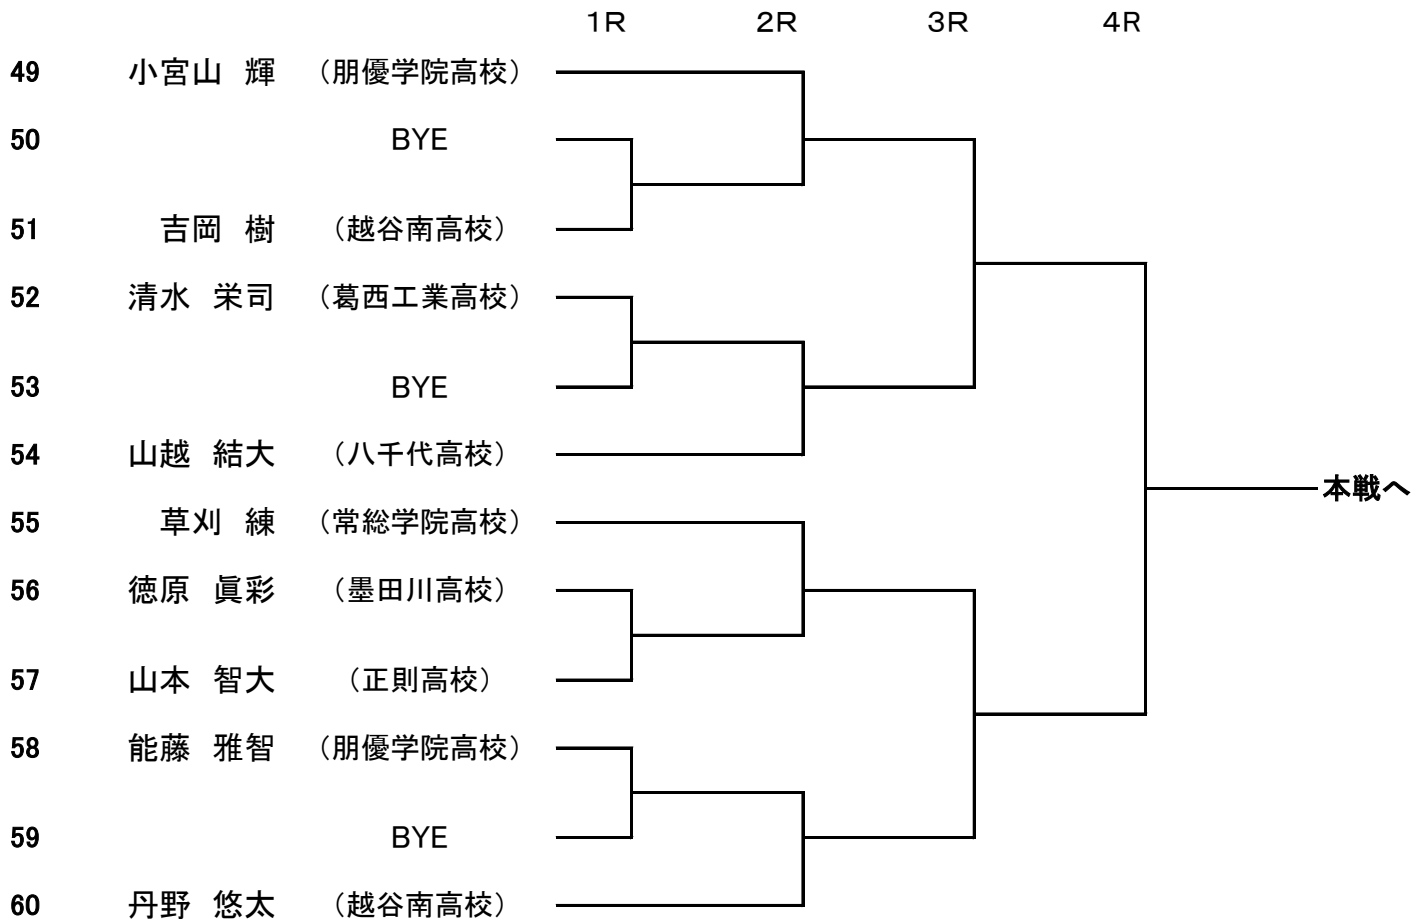 1R 2R 3R 4R
49 小宮山 輝 （朋優学院高校）
50 BYE
51 吉岡 樹 （越谷南高校）
52 清水 栄司 （葛西工業高校）
53 BYE
54 山越 結大 （八千代高校）
本戦へ
55 草刈 練 （常総学院高校）
56 徳原 眞彩 （墨田川高校）
57 山本 智大 （正則高校）
58 能藤 雅智 （朋優学院高校）
59 BYE
60 丹野 悠太 （越谷南高校）